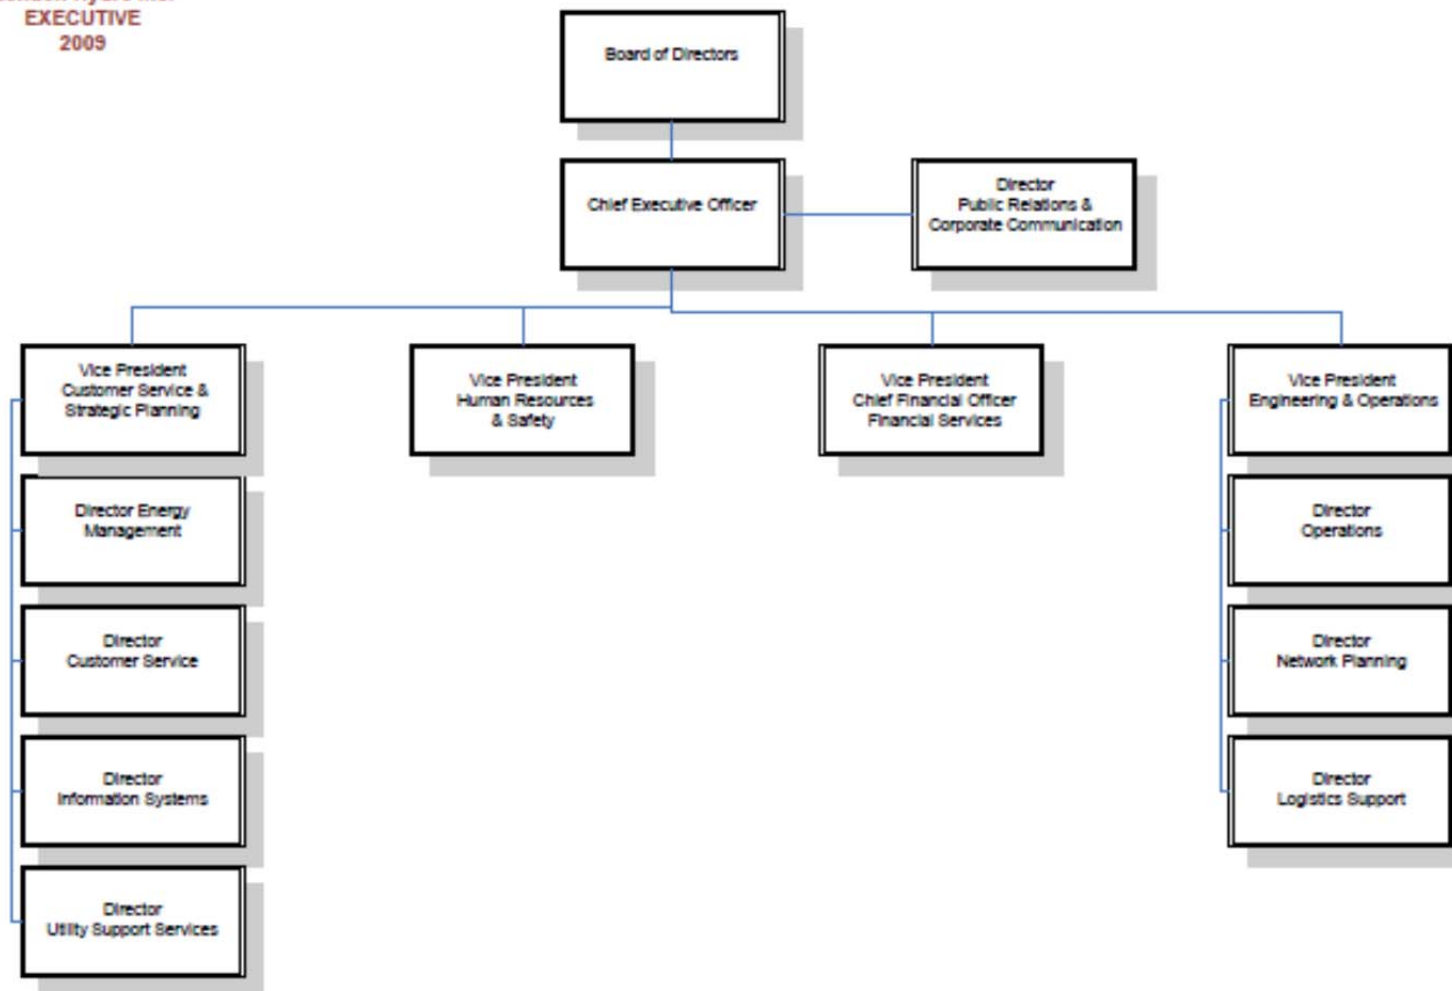 EXECUTIVE
2009
Board of Directors
Chief Executive Officer
Director
Public Relations &
Corporate Communication
Vice President
Customer Service &
Strategic Planning
Vice President
Human Resources
& Safety
Vice President
Chief Financial Officer
Financial Services
Vice President
Engineering & Operations
Director Energy
Management
Director
Operations
Director
Customer Service
Director
Network Planning
Director
Information Systems
Director
Logistics Support
Director
Utility Support Services